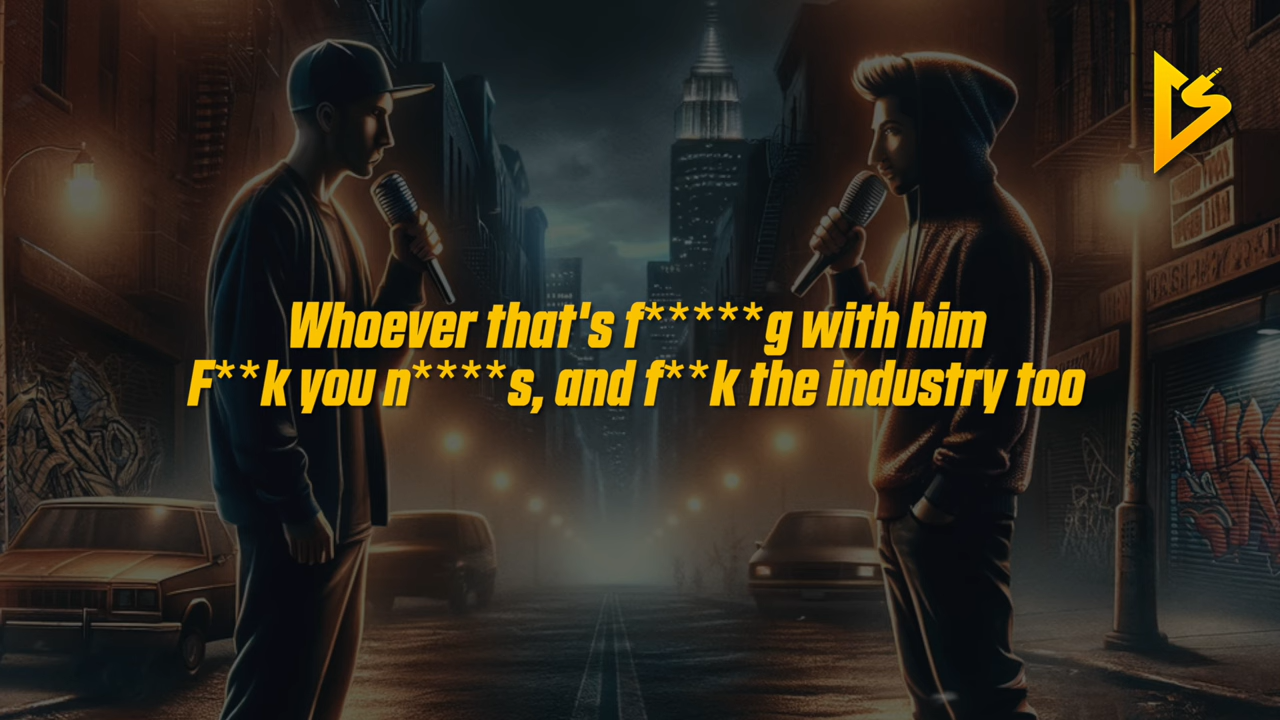 Whoever that's f*****g with him
F**k you n****s, and f**k the industry too